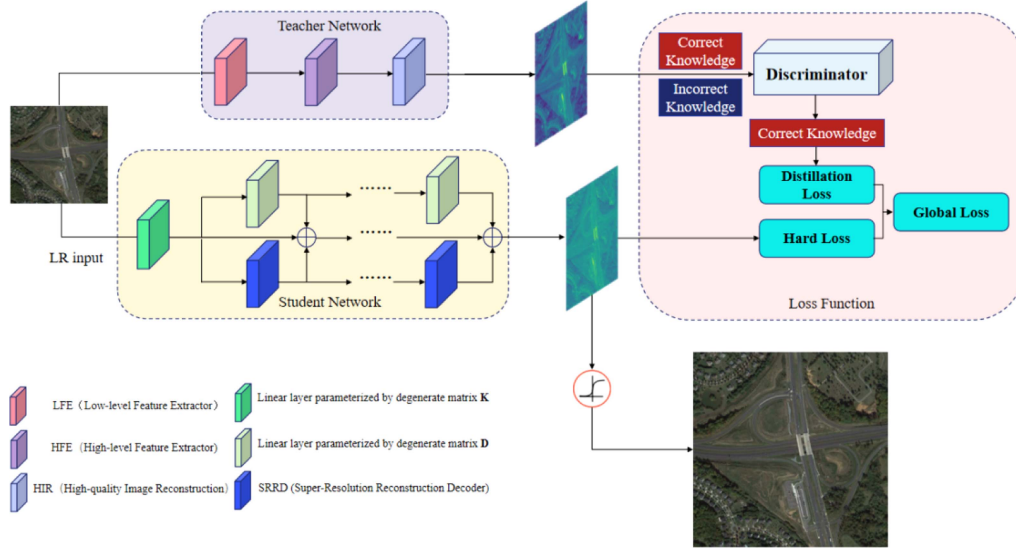 Teacher Network
Correct
Knowledge
Incorrect
Knowledge
Discriminator
Correct Knowledge
Distillation
Loss
Global Loss
Hard Loss
Loss Function
LR input
......
......
......
Student Network
LFE（Low-level Feature Extractor）
Linear layer parameterized by degenerate matrix K
HFE（High-level Feature Extractor）
Linear layer parameterized by degenerate matrix D
HIR（High-quality Image Reconstruction）
SRRD (Super-Resolution Reconstruction Decoder)